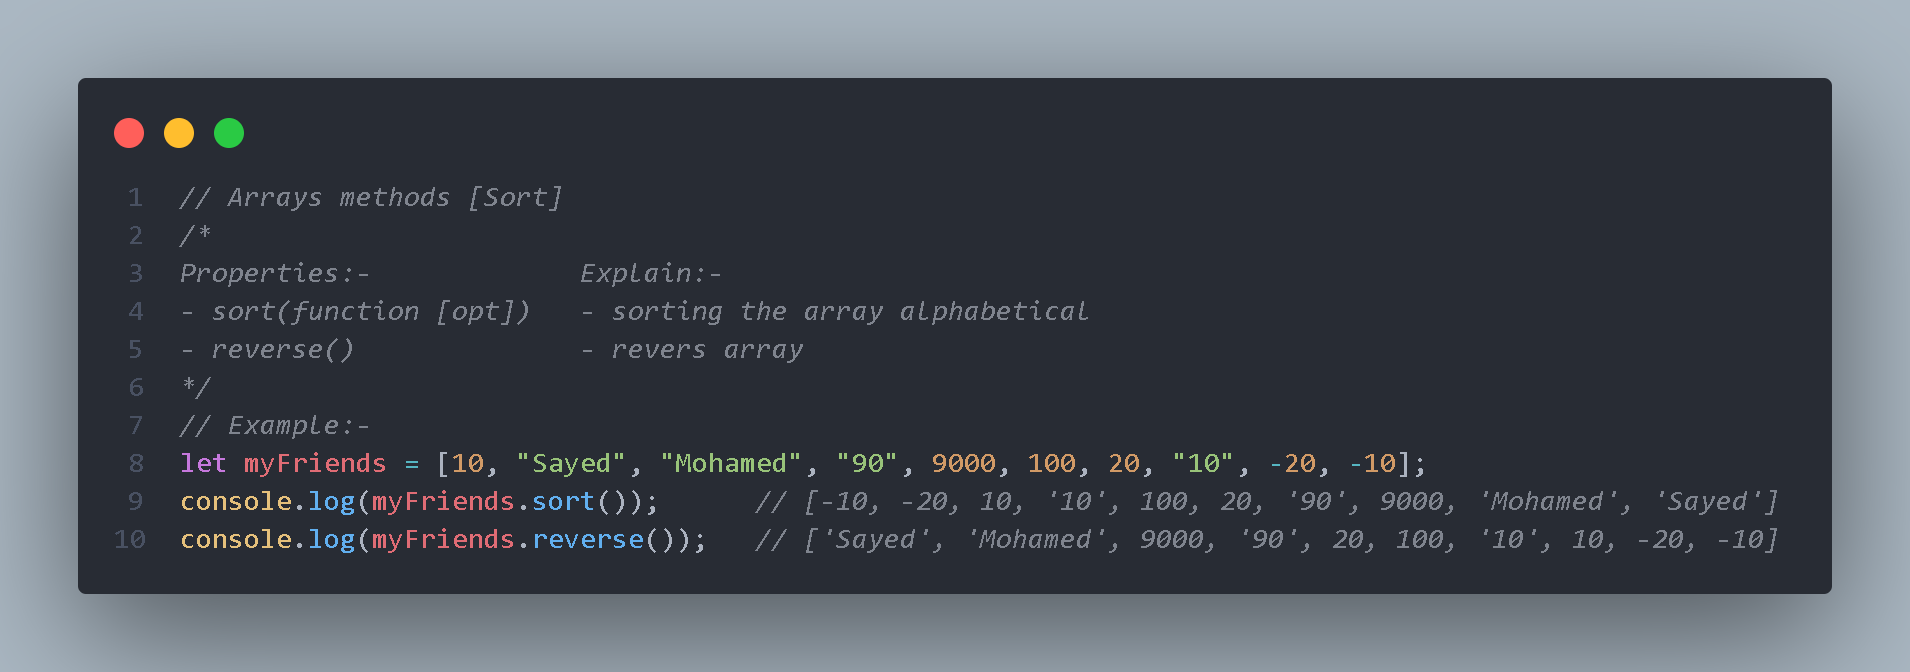 1 // Arrays methods [Sort]
2 /*
3 Properties:-             Explain:-
4 - sort(function [opt])   - sorting the array alphabetical
5 - reverse()              - revers array
6 */
7 // Example:-
8 let myFriends = [10, "Sayed", "Mohamed", "90", 9000, 100, 20, "10", -20, -10];
9 console.log(myFriends.sort());      // [-10, -20, 10, '10', 100, 20, '90', 9000, 'Mohamed', 'Sayed']
10 console.log(myFriends.reverse());   // ['Sayed', 'Mohamed', 9000, '90', 20, 100, '10', 10, -20, -10]